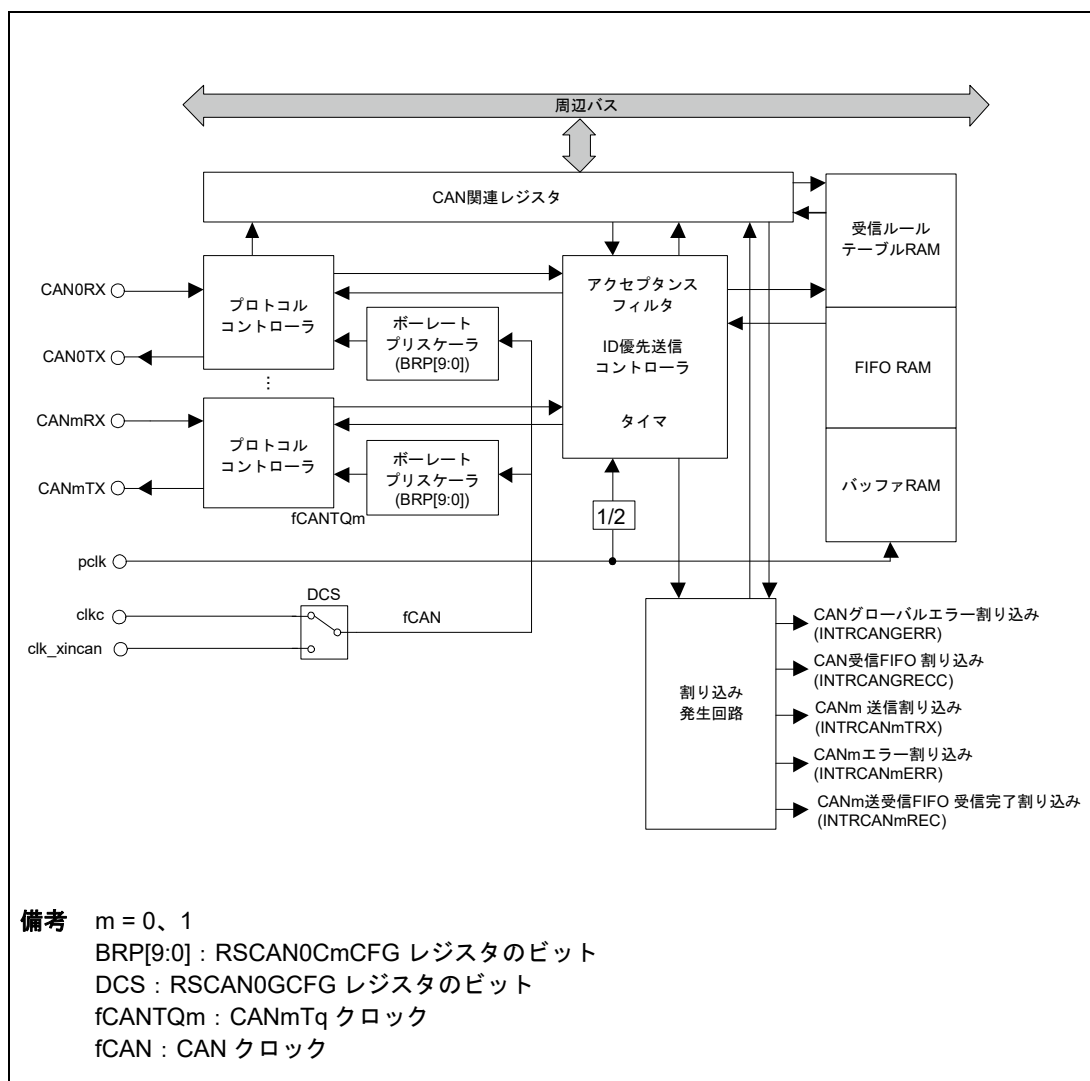 周辺バス
CAN関連レジスタ
受信ルール
テーブルRAM
FIFO RAM
バッファRAM
CAN0RX
CAN0TX
プロトコル
コントローラ
ボーレート
プリスケーラ
(BRP[9:0])
アクセプタンス
フィルタ
ID優先送信
コントローラ
タイマ
⋮
CANmRX
CANmTX
プロトコル
コントローラ
ボーレート
プリスケーラ
(BRP[9:0])
fCANTQm
1/2
pclk
DCS
clkc
fCAN
clk_xincan
割り込み
発生回路
CANグローバルエラー割り込み
(INTRCANGERR)
CAN受信FIFO 割り込み
(INTRCANGRECC)
CANm 送信割り込み
(INTRCANmTRX)
CANmエラー割り込み
(INTRCANmERR)
CANm送受信FIFO 受信完了割り込み
(INTRCANmREC)
備考 m = 0、1
BRP[9:0]：RSCAN0CmCFG レジスタのビット
DCS：RSCAN0GCFG レジスタのビット
fCANTQm：CANmTq クロック
fCAN：CAN クロック